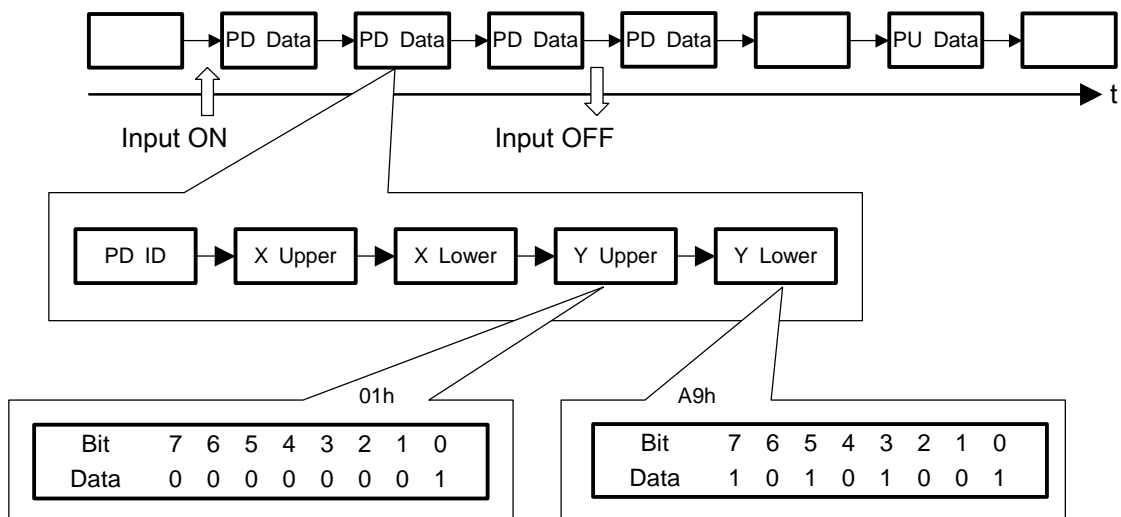 PD Data PD Data PD Data PD Data PU Data
t
Input ON Input OFF
PD ID X Upper X Lower Y Upper Y Lower
01h A9h
Bit 7 6 5 4 3 2 1 0
Data 0 0 0 0 0 0 0 1
Bit 7 6 5 4 3 2 1 0
Data 1 0 1 0 1 0 0 1